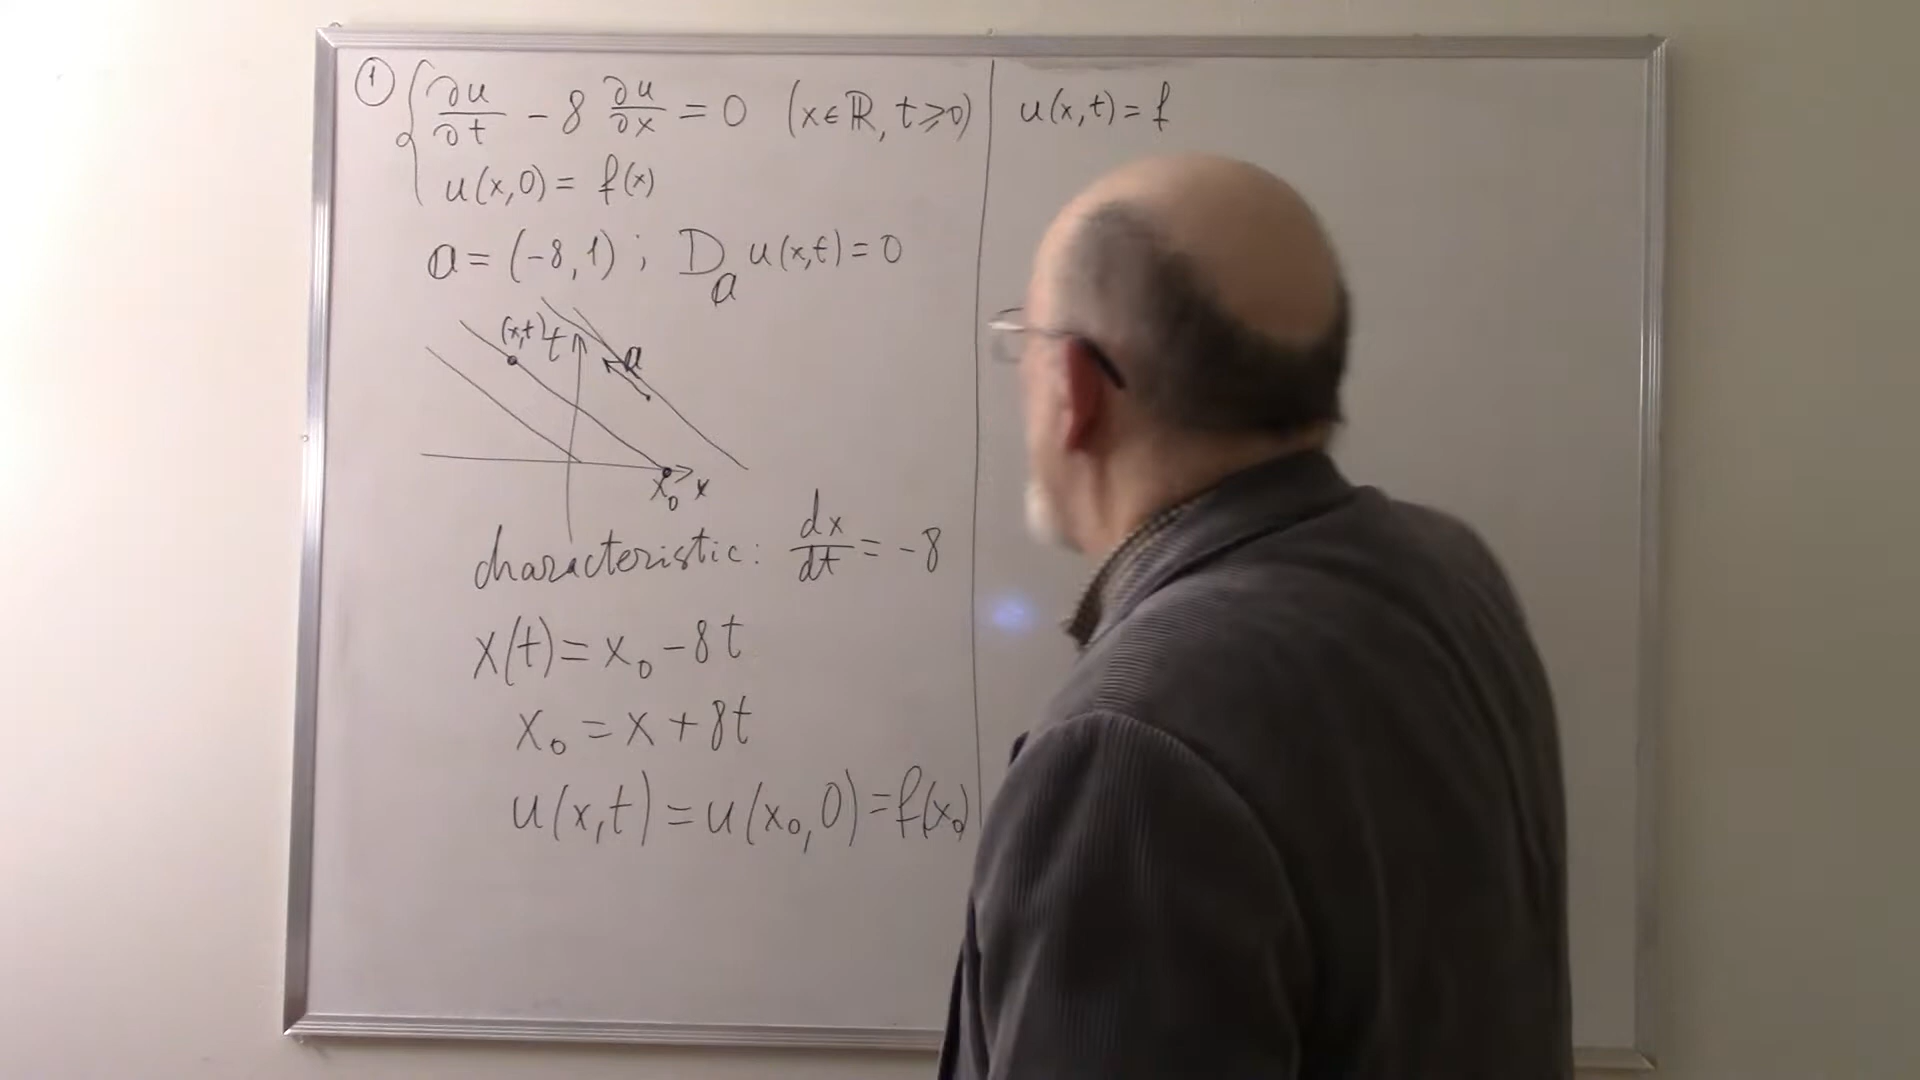 ① { ∂u/∂t - 8 ∂u/∂x = 0 (x∈ℝ, t⩾0)
u(x,0) = f(x)
a = (-8,1) ; D_a u(x,t) = 0
(x,t) t a
x₀ x
characteristic: dx/dt = -8
x(t) = x₀ - 8t
x₀ = x + 8t
u(x,t) = u(x₀,0) = f(x₀)
u(x,t) = f